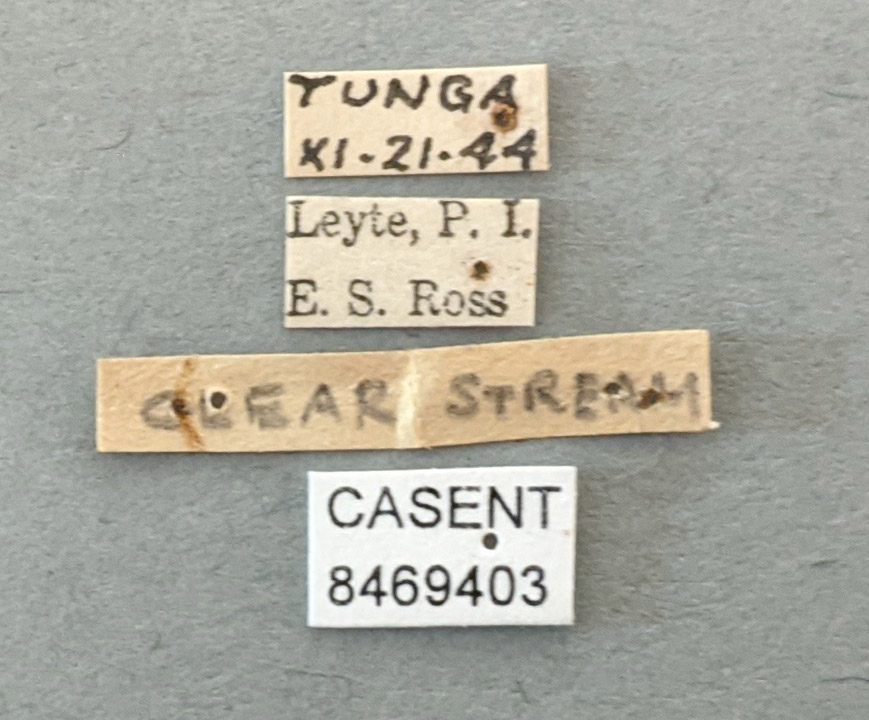 TUNGA
XI-21-44
Leyte, P. I.
E. S. Ross
CLEAR STREAM
CASENT
8469403